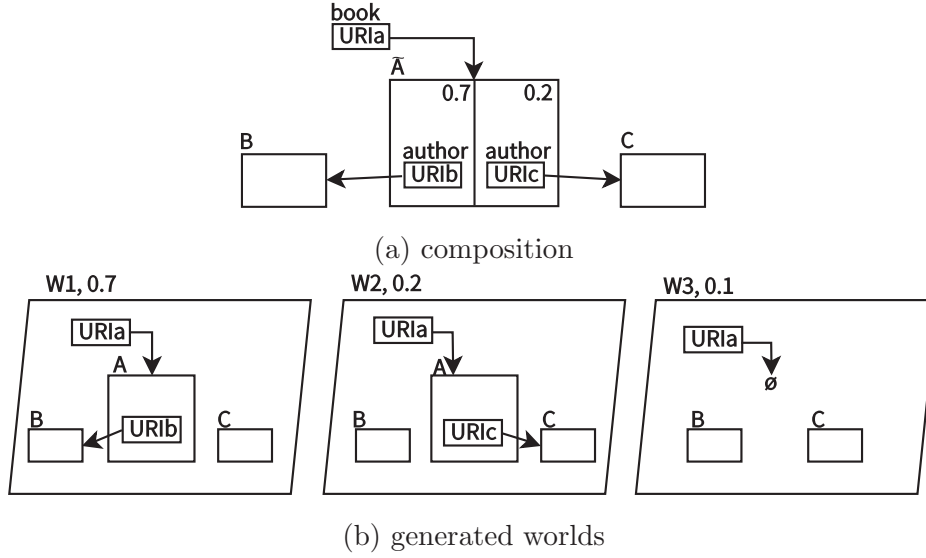 book
URIa
Ã
0.7 0.2
B
C
author author
URIb URIc
(a) composition
W1, 0.7 W2, 0.2 W3, 0.1
URIa URIa URIa
A A ø
B C B C B C
URIb URIc
(b) generated worlds